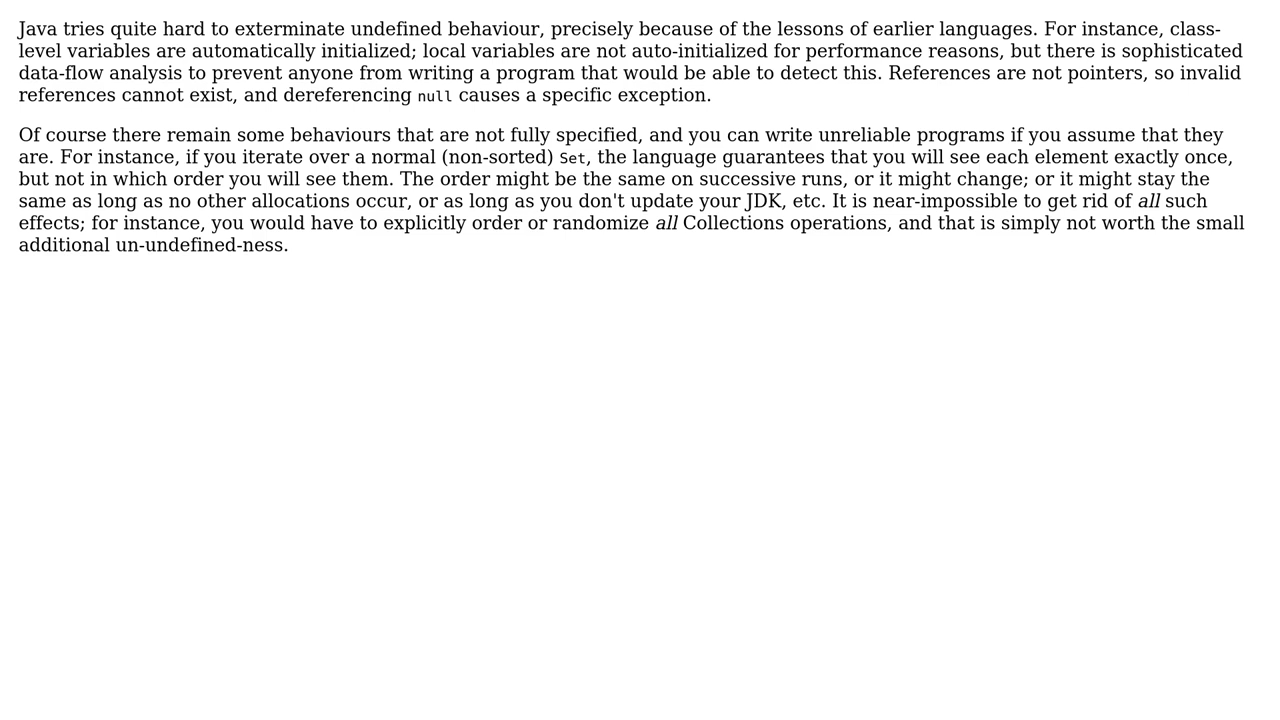 Java tries quite hard to exterminate undefined behaviour, precisely because of the lessons of earlier languages. For instance, class-
level variables are automatically initialized; local variables are not auto-initialized for performance reasons, but there is sophisticated
data-flow analysis to prevent anyone from writing a program that would be able to detect this. References are not pointers, so invalid
references cannot exist, and dereferencing null causes a specific exception.
Of course there remain some behaviours that are not fully specified, and you can write unreliable programs if you assume that they
are. For instance, if you iterate over a normal (non-sorted) Set, the language guarantees that you will see each element exactly once,
but not in which order you will see them. The order might be the same on successive runs, or it might change; or it might stay the
same as long as no other allocations occur, or as long as you don't update your JDK, etc. It is near-impossible to get rid of all such
effects; for instance, you would have to explicitly order or randomize all Collections operations, and that is simply not worth the small
additional un-undefined-ness.